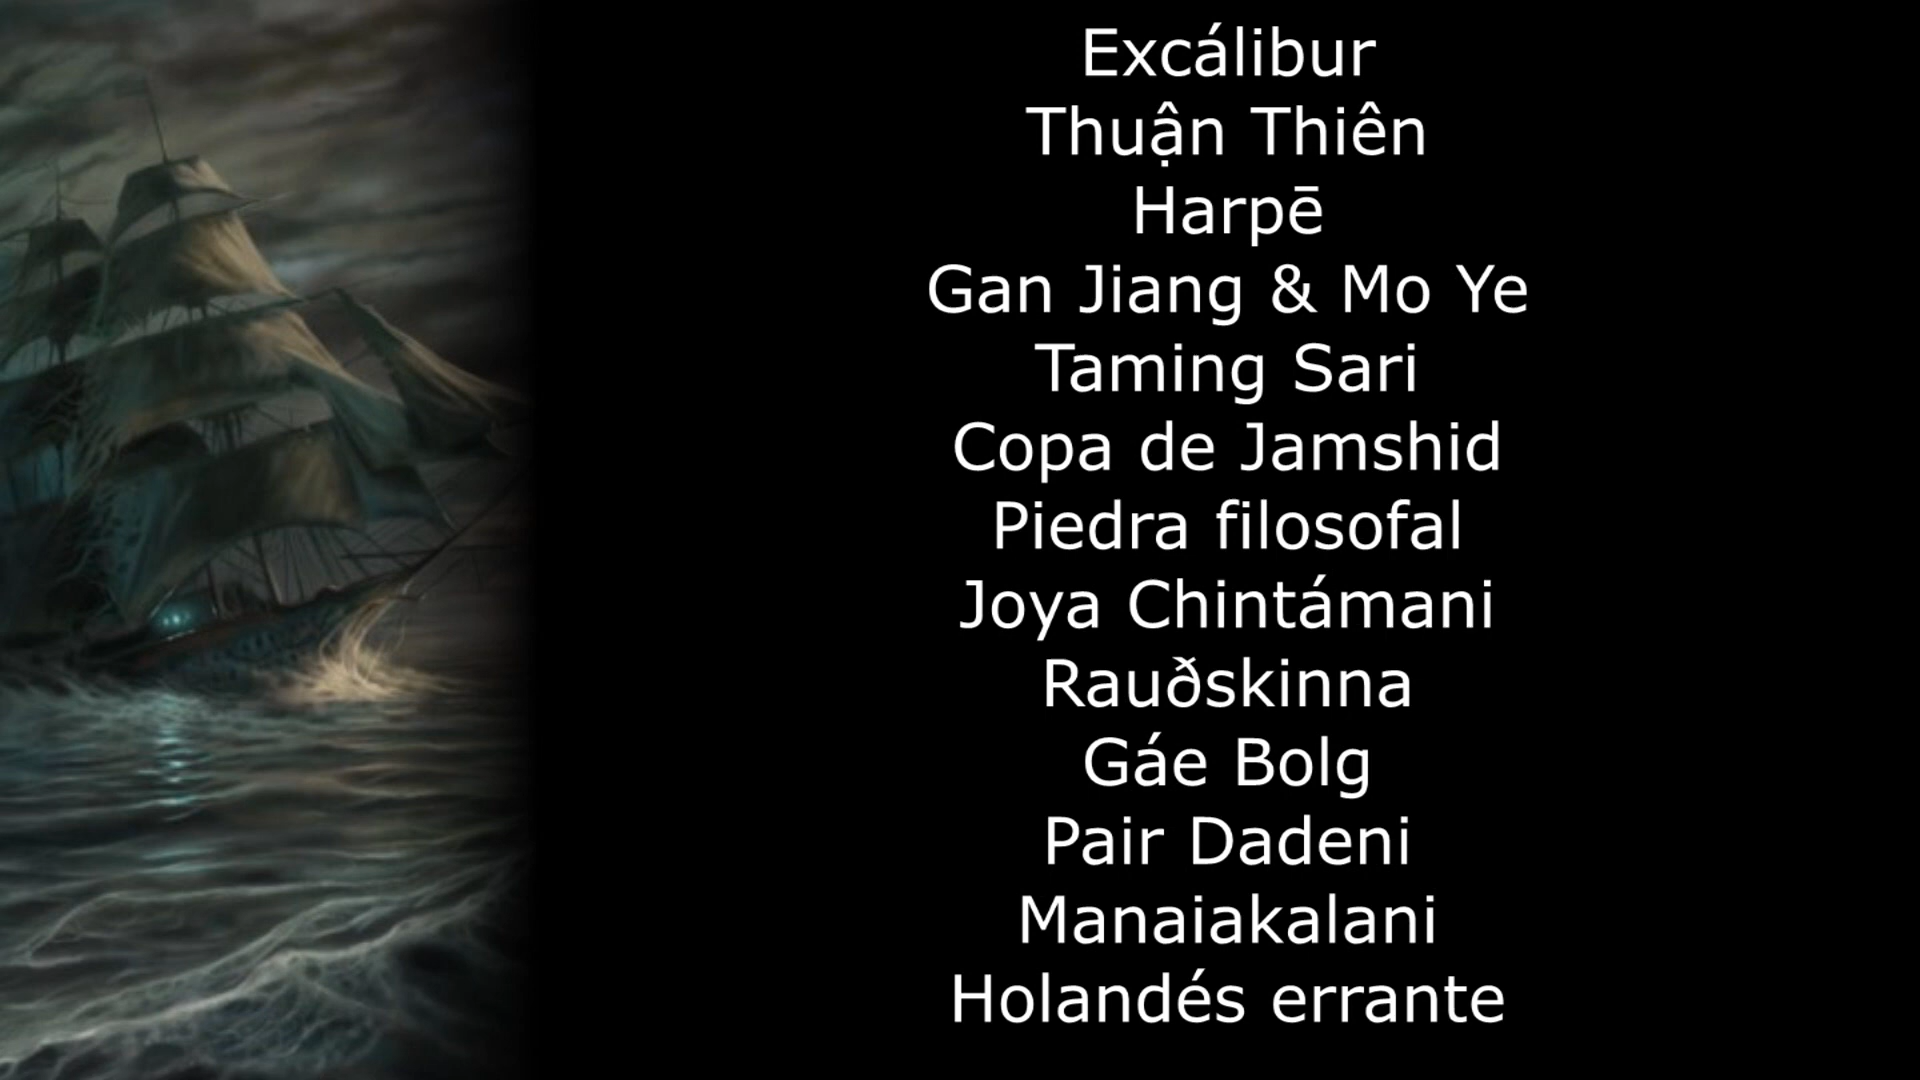 Excálibur
Thuận Thiên
Harpē
Gan Jiang & Mo Ye
Taming Sari
Copa de Jamshid
Piedra filosofal
Joya Chintámani
Rauðskinna
Gáe Bolg
Pair Dadeni
Manaiakalani
Holandés errante